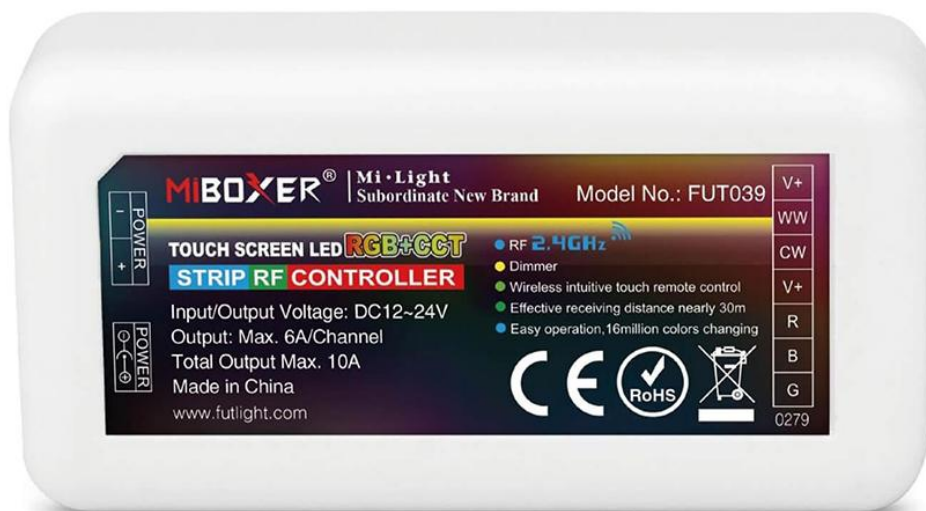 MiBOXER® | Mi·Light
Subordinate New Brand
Model No.: FUT039
TOUCH SCREEN LED RGB+CCT
STRIP RF CONTROLLER
Input/Output Voltage: DC12~24V
Output: Max. 6A/Channel
Total Output Max. 10A
Made in China
www.futlight.com
RF 2.4GHz
Dimmer
Wireless intuitive touch remote control
Effective receiving distance nearly 30m
Easy operation,16million colors changing
CE
RoHS
POWER
- +
POWER
V+
WW
CW
V+
R
B
G
0279